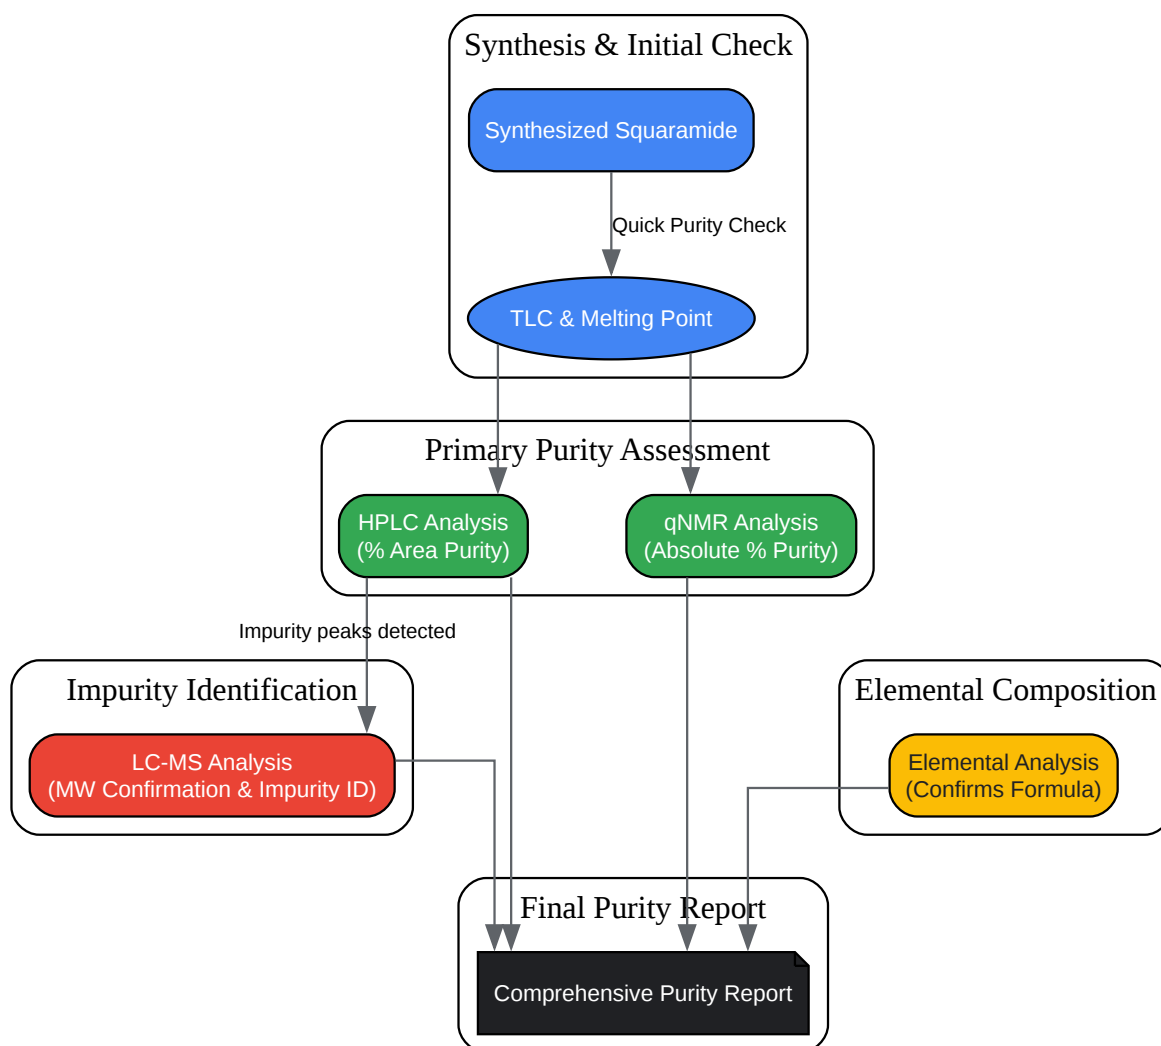 Synthesis & Initial Check
Synthesized Squaramide
Quick Purity Check
TLC & Melting Point
Primary Purity Assessment
HPLC Analysis
(% Area Purity)
qNMR Analysis
(Absolute % Purity)
Impurity peaks detected
Impurity Identification
LC-MS Analysis
(MW Confirmation & Impurity ID)
Elemental Composition
Elemental Analysis
(Confirms Formula)
Final Purity Report
Comprehensive Purity Report